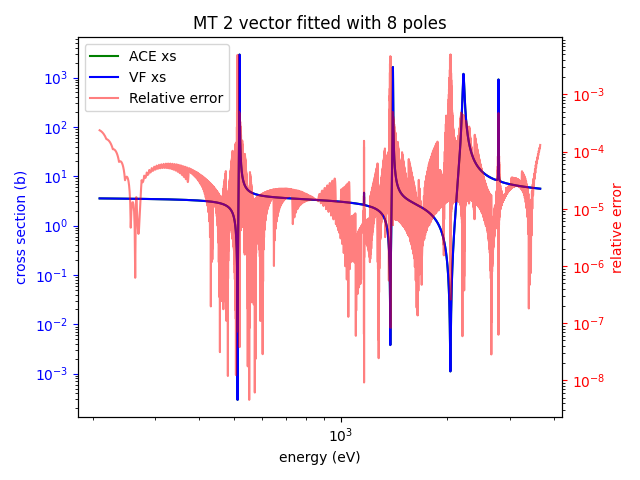 MT 2 vector fitted with 8 poles
ACE xs
VF xs
Relative error
cross section (b)
10³
10²
10¹
10⁰
10⁻¹
10⁻²
10⁻³
10⁻³
10⁻⁴
10⁻⁵
10⁻⁶
10⁻⁷
10⁻⁸
relative error
10³
energy (eV)